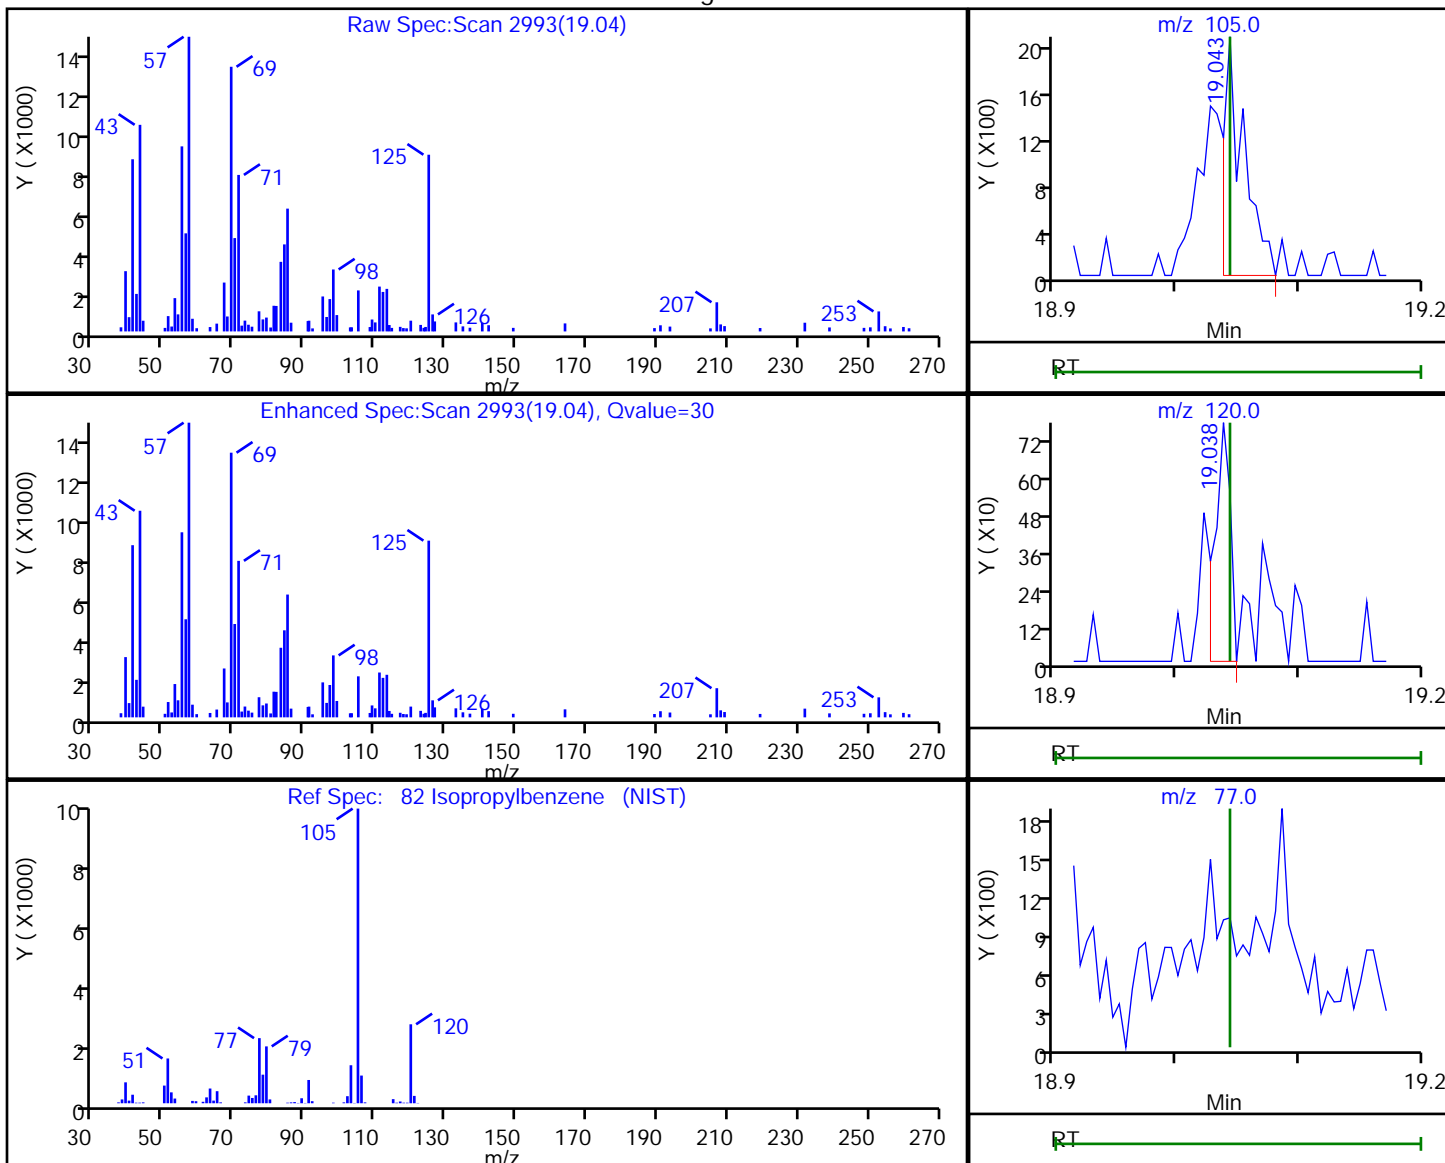 Raw Spec:Scan 2993(19.04)
Y ( X1000)
14
12
10
8
6
4
2
0
57
69
43
71
125
98
126
207
253
30 50 70 90 110 130 150 170 190 210 230 250 270
m/z
m/z 105.0
Y ( X100)
20
16
12
8
4
0
19.043
18.9 19.2
Min
RT
Enhanced Spec:Scan 2993(19.04), Qvalue=30
Y ( X1000)
14
12
10
8
6
4
2
0
57
69
43
71
125
98
126
207
253
30 50 70 90 110 130 150 170 190 210 230 250 270
m/z
m/z 120.0
Y ( X10)
72
60
48
36
24
12
0
19.038
18.9 19.2
Min
RT
Ref Spec: 82 Isopropylbenzene (NIST)
Y ( X1000)
10
8
6
4
2
0
105
77
79
51
120
30 50 70 90 110 130 150 170 190 210 230 250 270
m/z
m/z 77.0
Y ( X100)
18
15
12
9
6
3
0
18.9 19.2
Min
RT